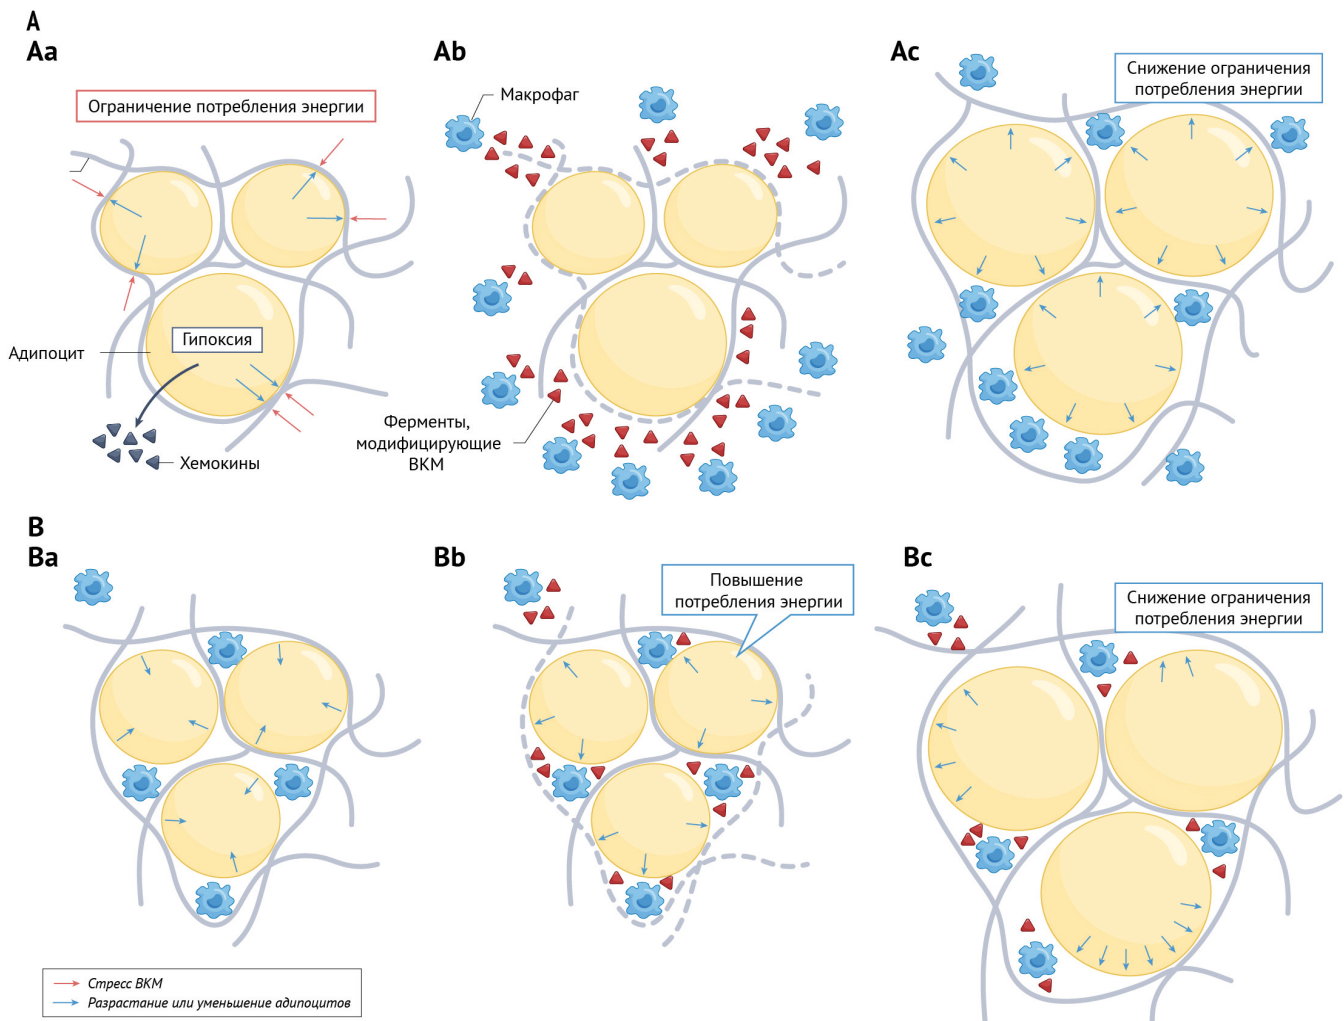 A
Aa
Ограничение потребления энергии
Гипоксия
Адипоцит
Хемокины
Ab
Макрофаг
Ферменты,
модифицирующие
ВКМ
Ac
Снижение ограничения
потребления энергии
B
Ba
Bb
Повышение
потребления энергии
Bc
Снижение ограничения
потребления энергии
Стресс ВКМ
Разрастание или уменьшение адипоцитов